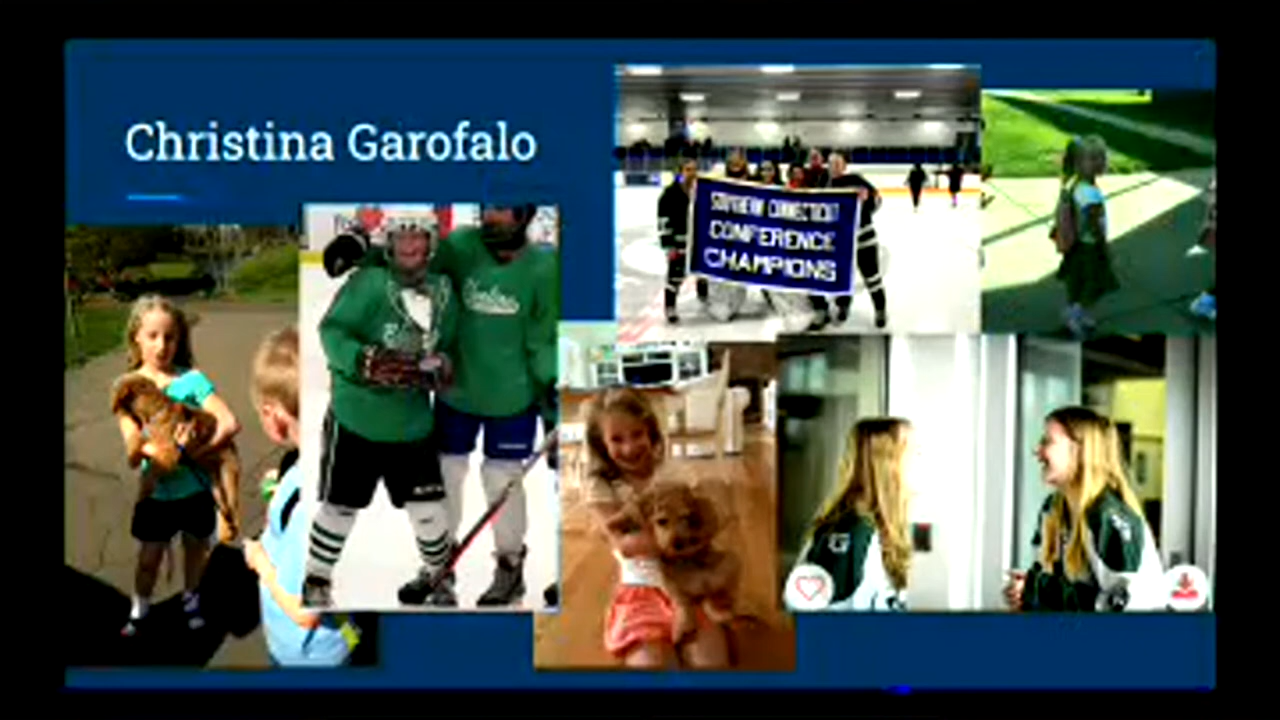 Christina Garofalo
SOUTHERN CONNECTICUT
CONFERENCE
CHAMPIONS
G